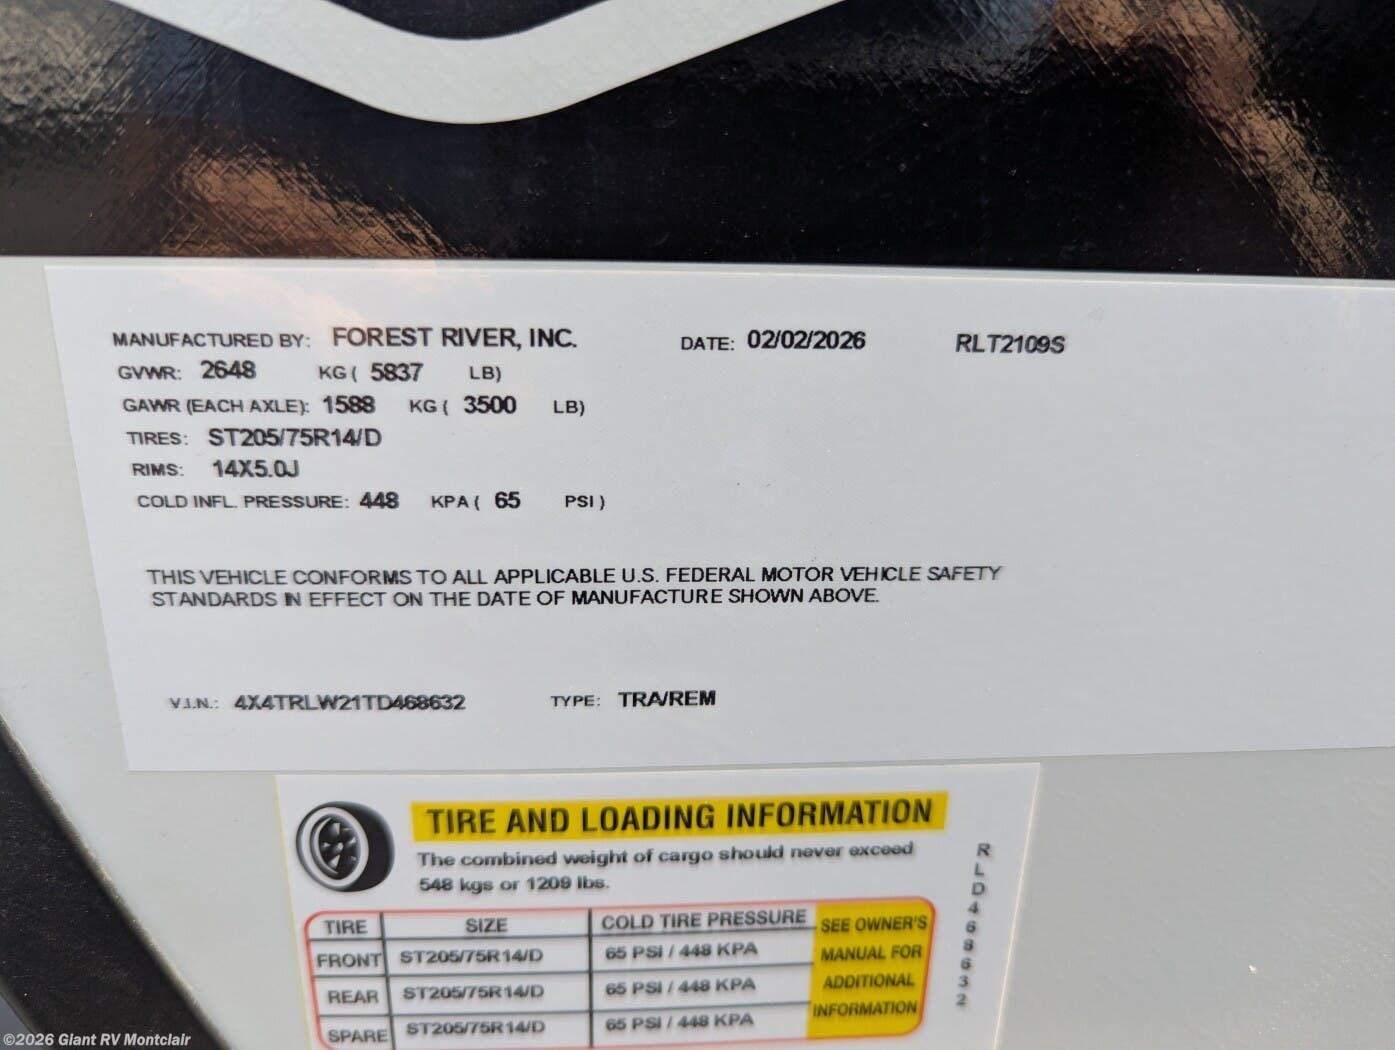 MANUFACTURED BY: FOREST RIVER, INC. DATE: 02/02/2026 RLT2109S
GVWR: 2648 KG ( 5837 LB)
GAWR (EACH AXLE): 1588 KG ( 3500 LB)
TIRES: ST205/75R14/D
RIMS: 14X5.0J
COLD INFL. PRESSURE: 448 KPA ( 65 PSI )
THIS VEHICLE CONFORMS TO ALL APPLICABLE U.S. FEDERAL MOTOR VEHICLE SAFETY
STANDARDS IN EFFECT ON THE DATE OF MANUFACTURE SHOWN ABOVE.
V.I.N.: 4X4TRLW21TD468632 TYPE: TRA/REM
TIRE AND LOADING INFORMATION
The combined weight of cargo should never exceed
548 kgs or 1209 lbs.
TIRE SIZE COLD TIRE PRESSURE
FRONT ST205/75R14/D 65 PSI / 448 KPA
REAR ST205/75R14/D 65 PSI / 448 KPA
SPARE ST205/75R14/D 65 PSI / 448 KPA
SEE OWNER'S
MANUAL FOR
ADDITIONAL
INFORMATION
RLD468632
©2026 Giant RV Montclair